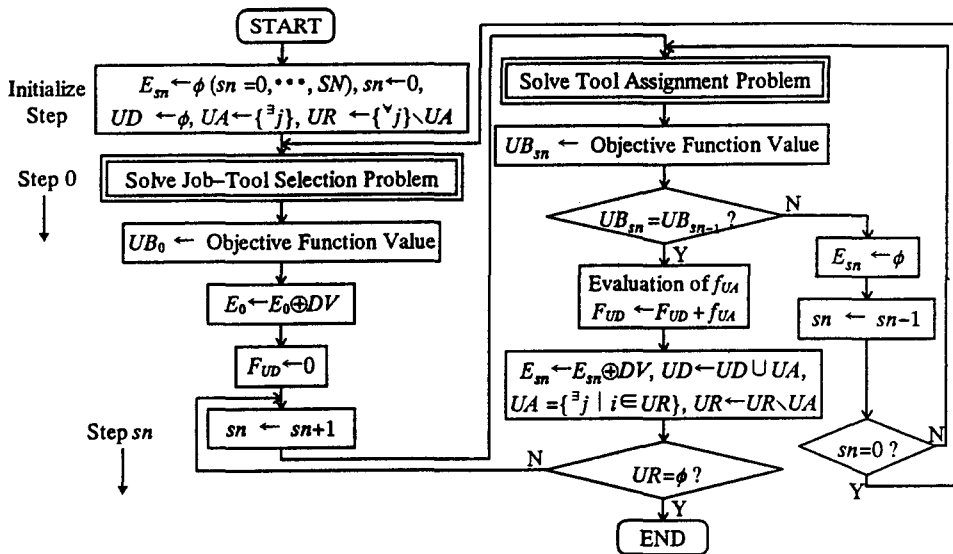 START
Initialize
Step
E_sn ← ϕ (sn =0, ···, SN), sn←0,
UD ← ϕ, UA←{∃j}, UR ←{∀j}∖UA
Step 0
Solve Job–Tool Selection Problem
UB_0 ← Objective Function Value
E_0←E_0⊕DV
F_UD←0
Step sn
sn ← sn+1
Solve Tool Assignment Problem
UB_sn ← Objective Function Value
UB_sn=UB_sn−1 ?
N
Y
Evaluation of f_UA
F_UD ←F_UD + f_UA
E_sn ←ϕ
sn ← sn−1
E_sn←E_sn⊕DV, UD←UD∪UA,
UA ={∃j | i∈UR}, UR←UR∖UA
sn=0 ?
N
Y
UR=ϕ ?
N
Y
END